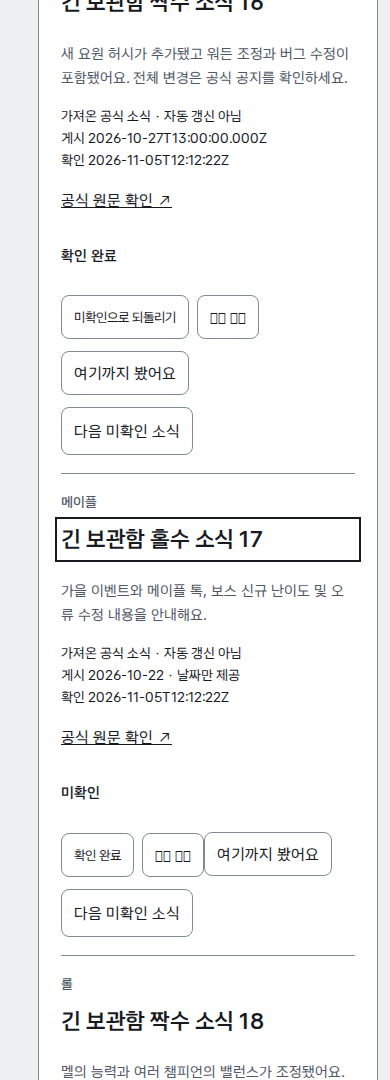 긴 보관함 짝수 소식 16
새 요원 허시가 추가됐고 워든 조정과 버그 수정이
포함됐어요. 전체 변경은 공식 공지를 확인하세요.
가져온 공식 소식 · 자동 갱신 아님
게시 2026-10-27T13:00:00.000Z
확인 2026-11-05T12:12:22Z
공식 원문 확인 ↗
확인 완료
미확인으로 되돌리기
여기까지 봤어요
다음 미확인 소식
메이플
긴 보관함 홀수 소식 17
가을 이벤트와 메이플 톡, 보스 신규 난이도 및 오
류 수정 내용을 안내해요.
가져온 공식 소식 · 자동 갱신 아님
게시 2026-10-22 · 날짜만 제공
확인 2026-11-05T12:12:22Z
공식 원문 확인 ↗
미확인
확인 완료 여기까지 봤어요
다음 미확인 소식
롤
긴 보관함 짝수 소식 18
멜의 능력과 여러 챔피언의 밸런스가 조정됐어요.